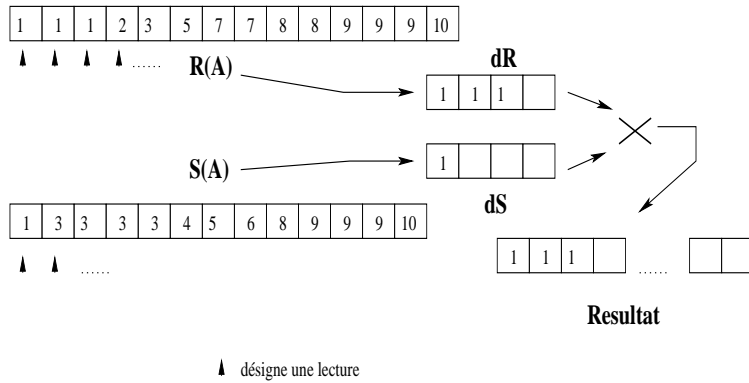 1 1 1 2 3 5 7 7 8 8 9 9 9 10
......
R(A)
dR
1 1 1
S(A)
1
dS
1 3 3 3 3 4 5 6 8 9 9 9 10
......
1 1 1 ......
Resultat
désigne une lecture